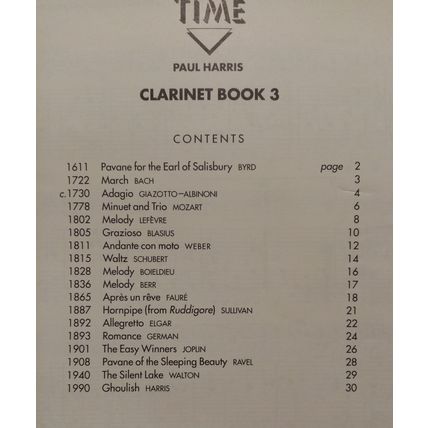 TIME
PAUL HARRIS
CLARINET BOOK 3
CONTENTS
1611 Pavane for the Earl of Salisbury BYRD page 2
1722 March BACH 3
c.1730 Adagio GIAZOTTO–ALBINONI 4
1778 Minuet and Trio MOZART 6
1802 Melody LEFÈVRE 8
1805 Grazioso BLASIUS 10
1811 Andante con moto WEBER 12
1815 Waltz SCHUBERT 14
1828 Melody BOIELDIEU 16
1836 Melody BERR 17
1865 Après un rêve FAURÉ 18
1887 Hornpipe (from Ruddigore) SULLIVAN 21
1892 Allegretto ELGAR 22
1893 Romance GERMAN 24
1901 The Easy Winners JOPLIN 26
1908 Pavane of the Sleeping Beauty RAVEL 28
1940 The Silent Lake WALTON 29
1990 Ghoulish HARRIS 30